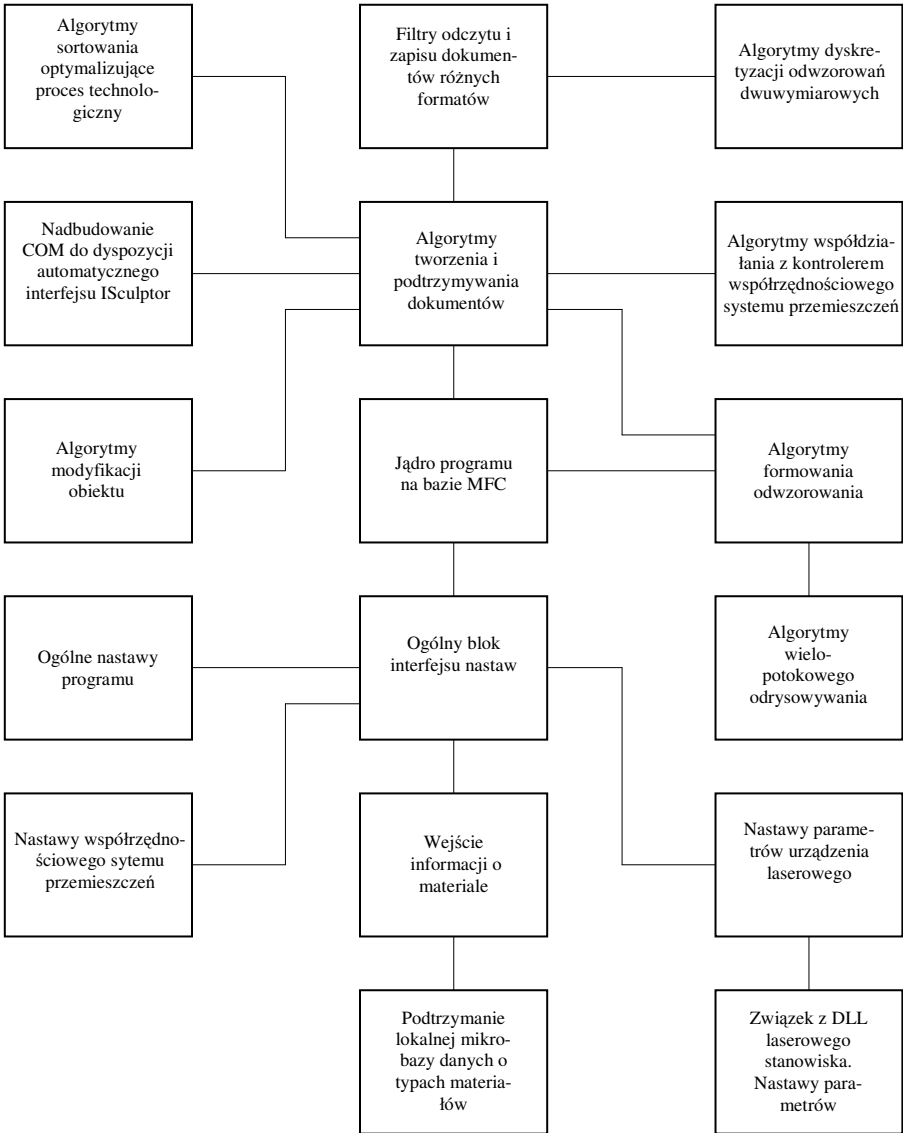 Algorytmy
sortowania
optymalizujące
proces technolo-
giczny
Filtry odczytu i
zapisu dokumen-
tów różnych
formatów
Algorytmy dyskre-
tyzacji odwzorowań
dwuwymiarowych
Nadbudowanie
COM do dyspozycji
automatycznego
interfejsu ISculptor
Algorytmy
tworzenia i
podtrzymywania
dokumentów
Algorytmy współdzia-
łania z kontrolerem
współrzędnościowego
systemu przemieszczeń
Algorytmy
modyfikacji
obiektu
Jądro programu
na bazie MFC
Algorytmy
formowania
odwzorowania
Ogólne nastawy
programu
Ogólny blok
interfejsu nastaw
Algorytmy
wielo-
potokowego
odrysowywania
Nastawy współrzędno-
ściowego sytemu
przemieszczeń
Wejście
informacji o
materiale
Nastawy parame-
trów urządzenia
laserowego
Podtrzymanie
lokalnej mikro-
bazy danych o
typach materia-
łów
Związek z DLL
laserowego
stanowiska.
Nastawy para-
metrów